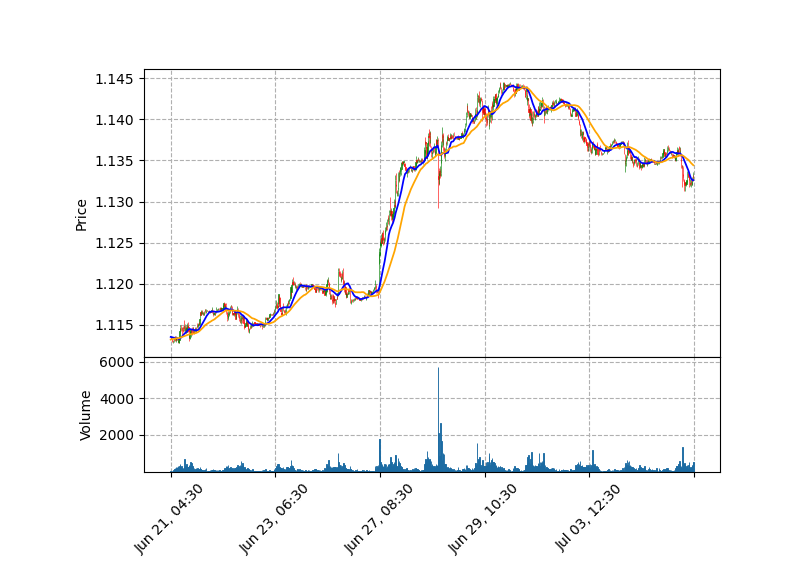 1.145
1.140
1.135
1.130
1.125
1.120
1.115
Price
6000
4000
2000
Volume
Jun 21, 04:30
Jun 23, 06:30
Jun 27, 08:30
Jun 29, 10:30
Jul 03, 12:30